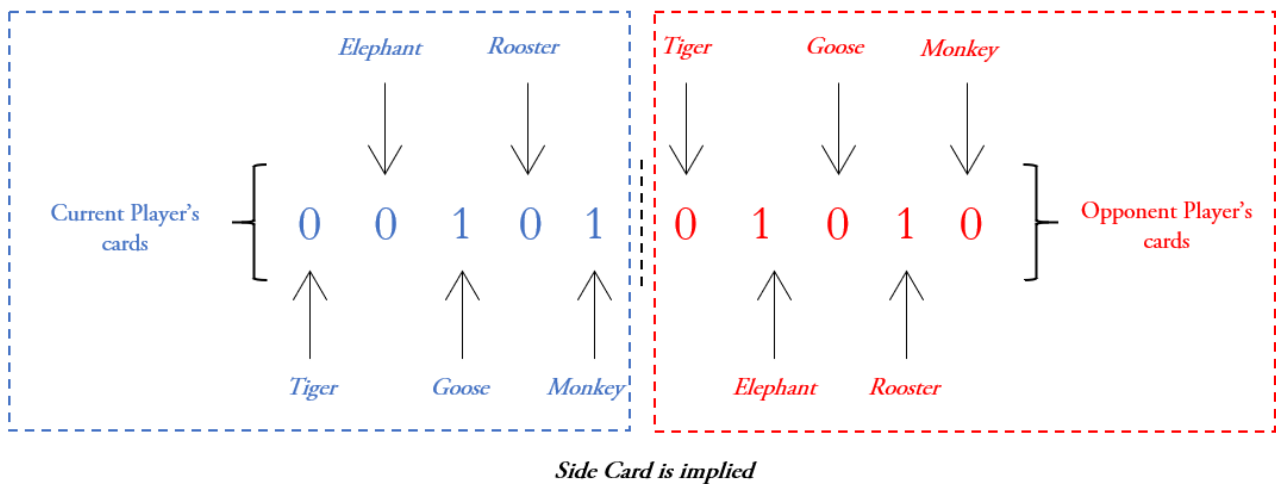 Elephant Rooster Tiger Goose Monkey
Current Player's
cards
0 0 1 0 1 0 1 0 1 0
Opponent Player's
cards
Tiger Goose Monkey Elephant Rooster
Side Card is implied